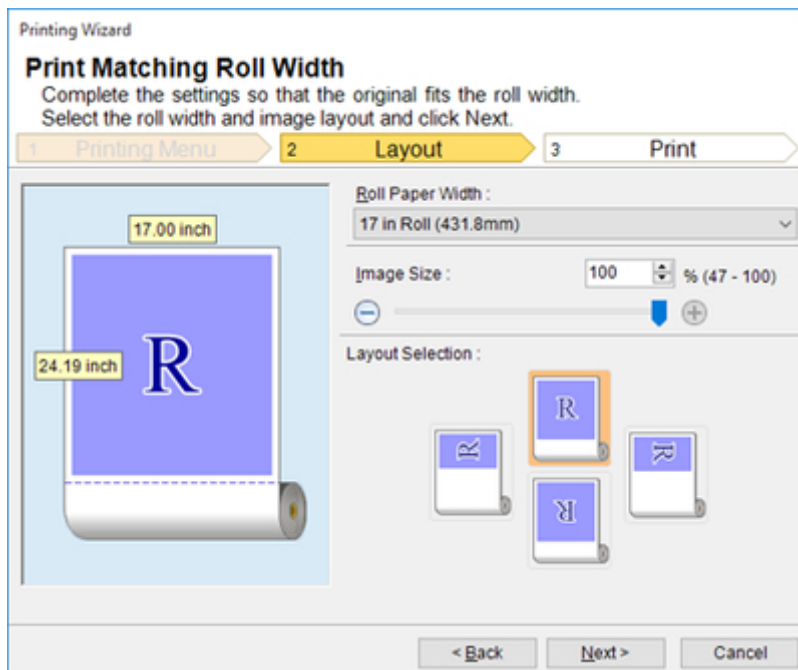 Printing Wizard
Print Matching Roll Width
Complete the settings so that the original fits the roll width.
Select the roll width and image layout and click Next.
1 Printing Menu 2 Layout 3 Print
Roll Paper Width :
17.00 inch
17 in Roll (431.8mm)
Image Size : 100 % (47 - 100)
R
24.19 inch
Layout Selection :
R
R
R
R
< Back Next > Cancel